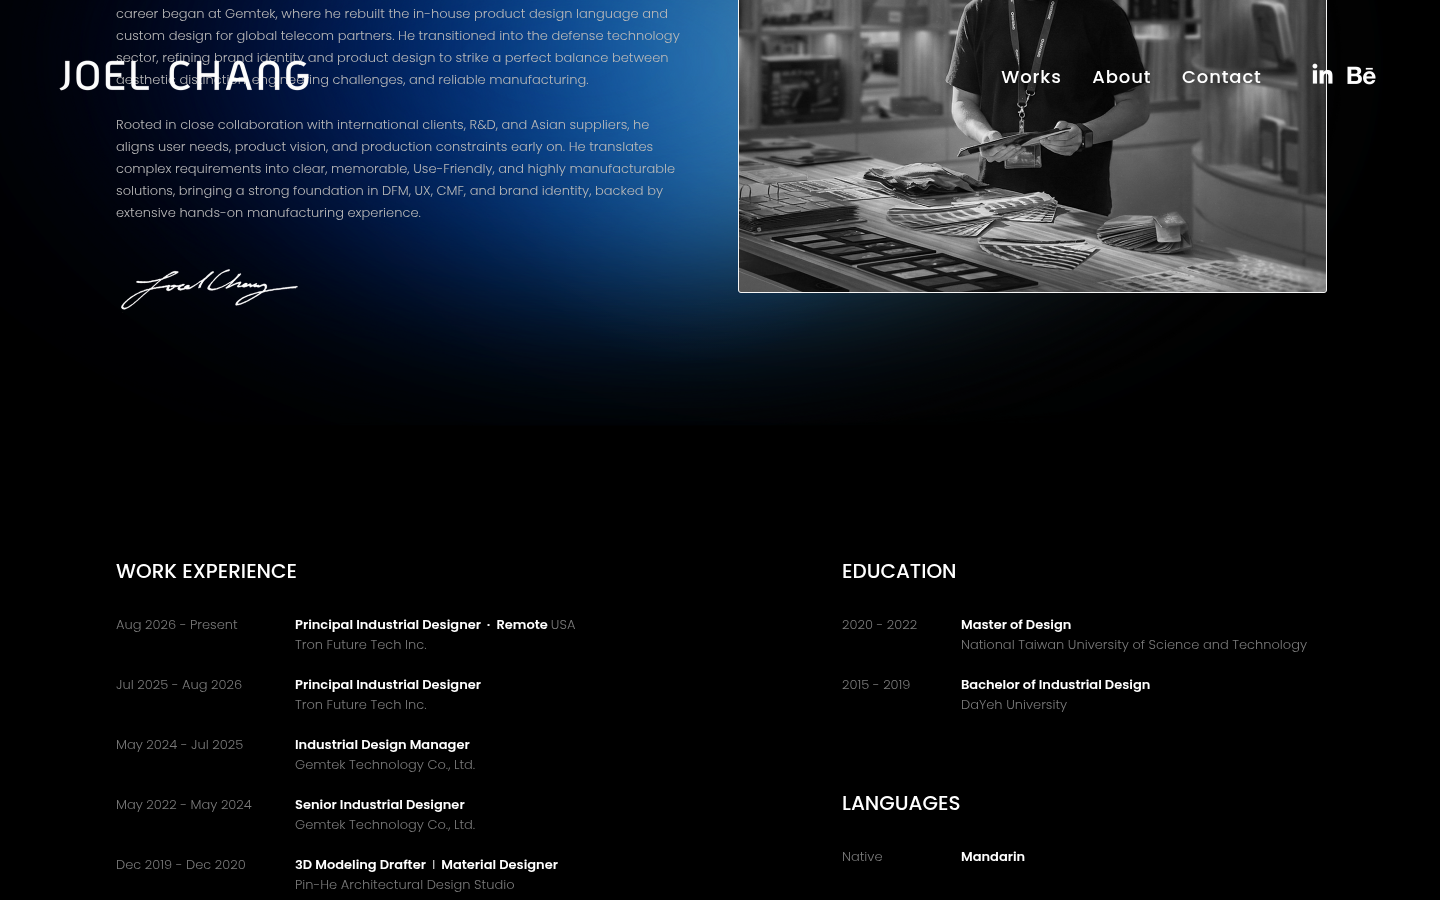 career began at Gemtek, where he rebuilt the in-house product design language and
custom design for global telecom partners. He transitioned into the defense technology
sector, refining brand identity and product design to strike a perfect balance between
aesthetic distinction, engineering challenges, and reliable manufacturing.
JOEL CHANG
Works About Contact in Bē
Rooted in close collaboration with international clients, R&D, and Asian suppliers, he
aligns user needs, product vision, and production constraints early on. He translates
complex requirements into clear, memorable, Use-Friendly, and highly manufacturable
solutions, bringing a strong foundation in DFM, UX, CMF, and brand identity, backed by
extensive hands-on manufacturing experience.
Joel Chang
WORK EXPERIENCE
Aug 2026 - Present Principal Industrial Designer · Remote USA
Tron Future Tech Inc.
Jul 2025 - Aug 2026 Principal Industrial Designer
Tron Future Tech Inc.
May 2024 - Jul 2025 Industrial Design Manager
Gemtek Technology Co., Ltd.
May 2022 - May 2024 Senior Industrial Designer
Gemtek Technology Co., Ltd.
Dec 2019 - Dec 2020 3D Modeling Drafter | Material Designer
Pin-He Architectural Design Studio
EDUCATION
2020 - 2022 Master of Design
National Taiwan University of Science and Technology
2015 - 2019 Bachelor of Industrial Design
DaYeh University
LANGUAGES
Native Mandarin